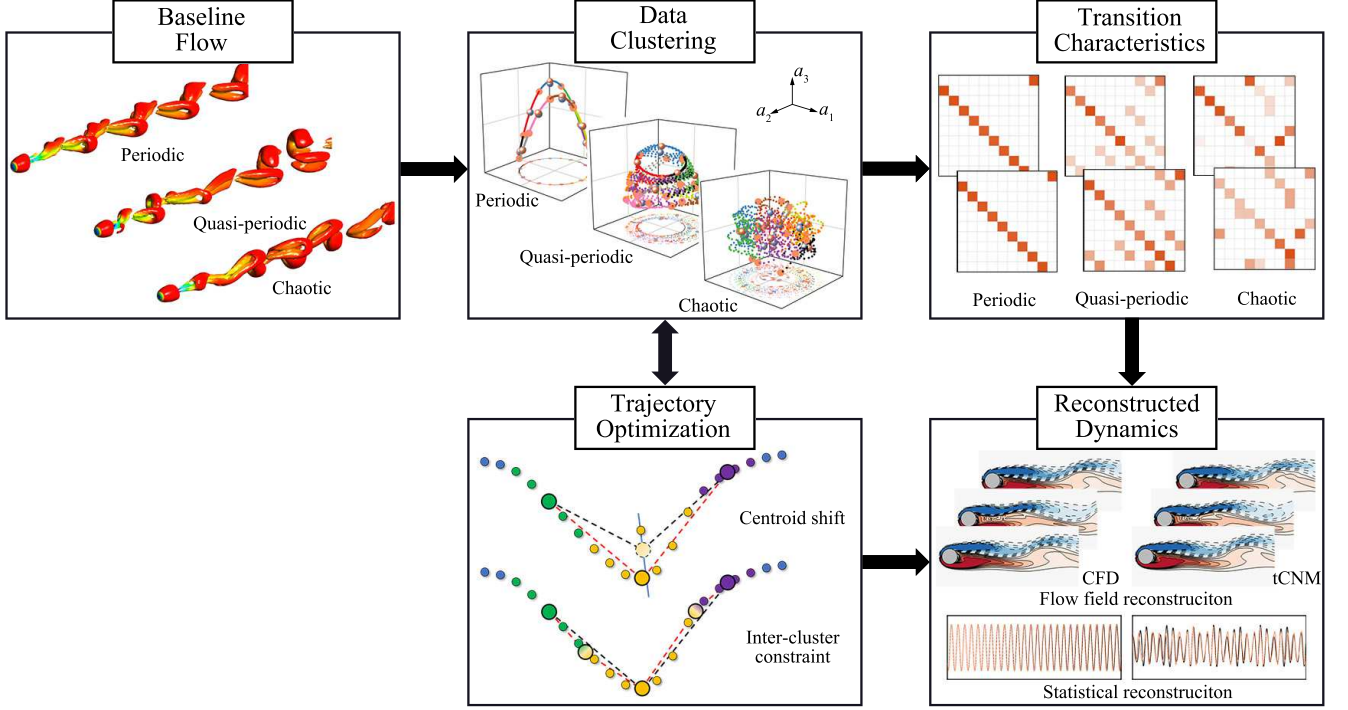 Baseline
Flow
Periodic
Quasi-periodic
Chaotic
Data
Clustering
a3
a2
a1
Periodic
Quasi-periodic
Chaotic
Transition
Characteristics
Periodic
Quasi-periodic
Chaotic
Trajectory
Optimization
Centroid shift
Inter-cluster
constraint
Reconstructed
Dynamics
CFD
tCNM
Flow field reconstruciton
Statistical reconstruciton